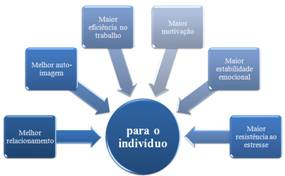 Maior
eficiência no
trabalho
Maior
motivação
Melhor auto-
imagem
Maior
estabilidade
emocional
Melhor
relacionamento
para o
indivíduo
Maior
resistência ao
estresse